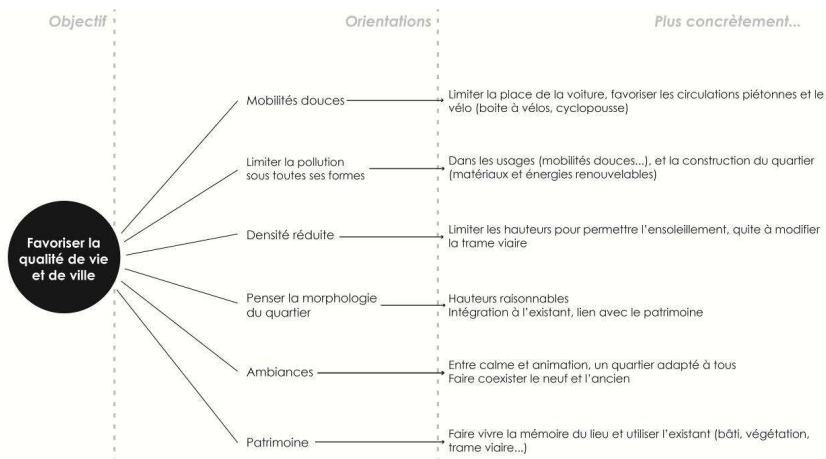 Objectif
Orientations
Plus concrètement...
Favoriser la
qualité de vie
et de ville
Mobilités douces
Limiter la place de la voiture, favoriser les circulations piétonnes et le
vélo (boite à vélos, cyclopousse)
Limiter la pollution
sous toutes ses formes
Dans les usages (mobilités douces...), et la construction du quartier
(matériaux et énergies renouvelables)
Densité réduite
Limiter les hauteurs pour permettre l'ensoleillement, quite à modifier
la trame viaire
Penser la morphologie
du quartier
Hauteurs raisonnables
Intégration à l'existant, lien avec le patrimoine
Ambiances
Entre calme et animation, un quartier adapté à tous
Faire coexister le neuf et l'ancien
Patrimoine
Faire vivre la mémoire du lieu et utiliser l'existant (bâti, végétation,
trame viaire...)